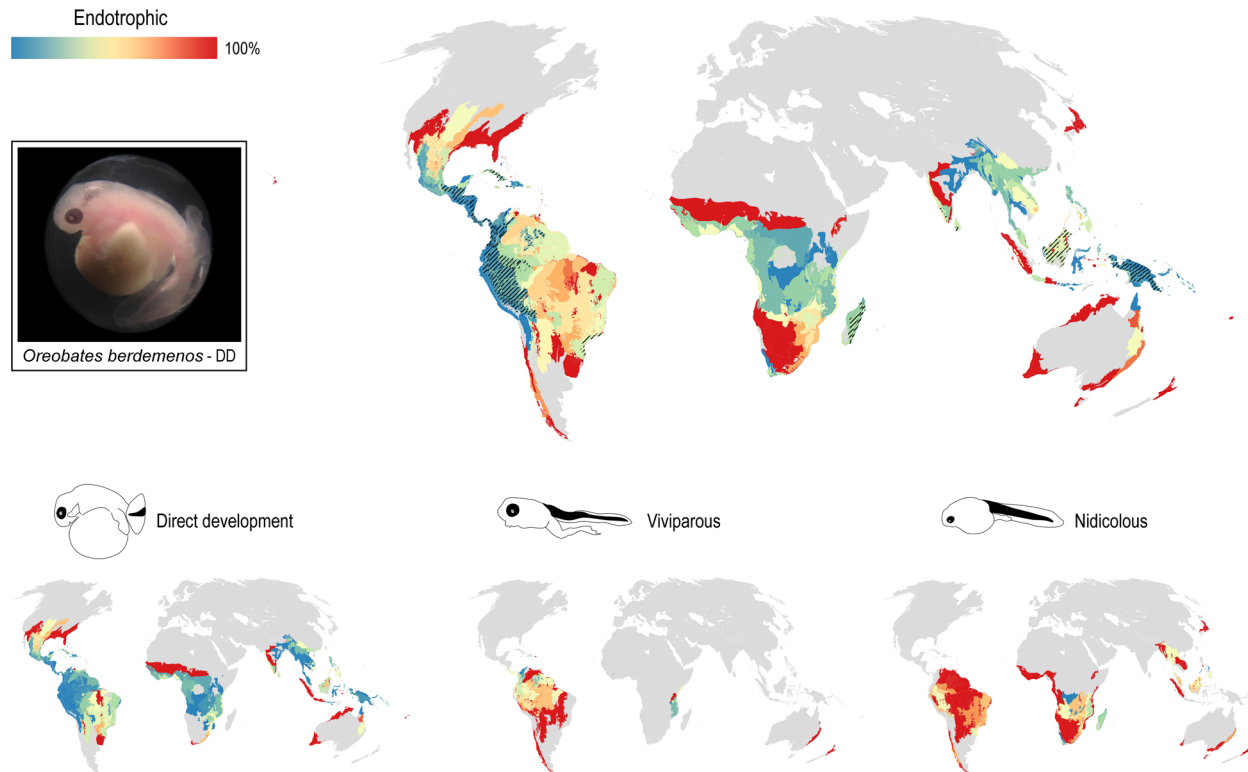 Endotrophic
100%
Oreobates berdemenos - DD
Direct development
Viviparous
Nidicolous